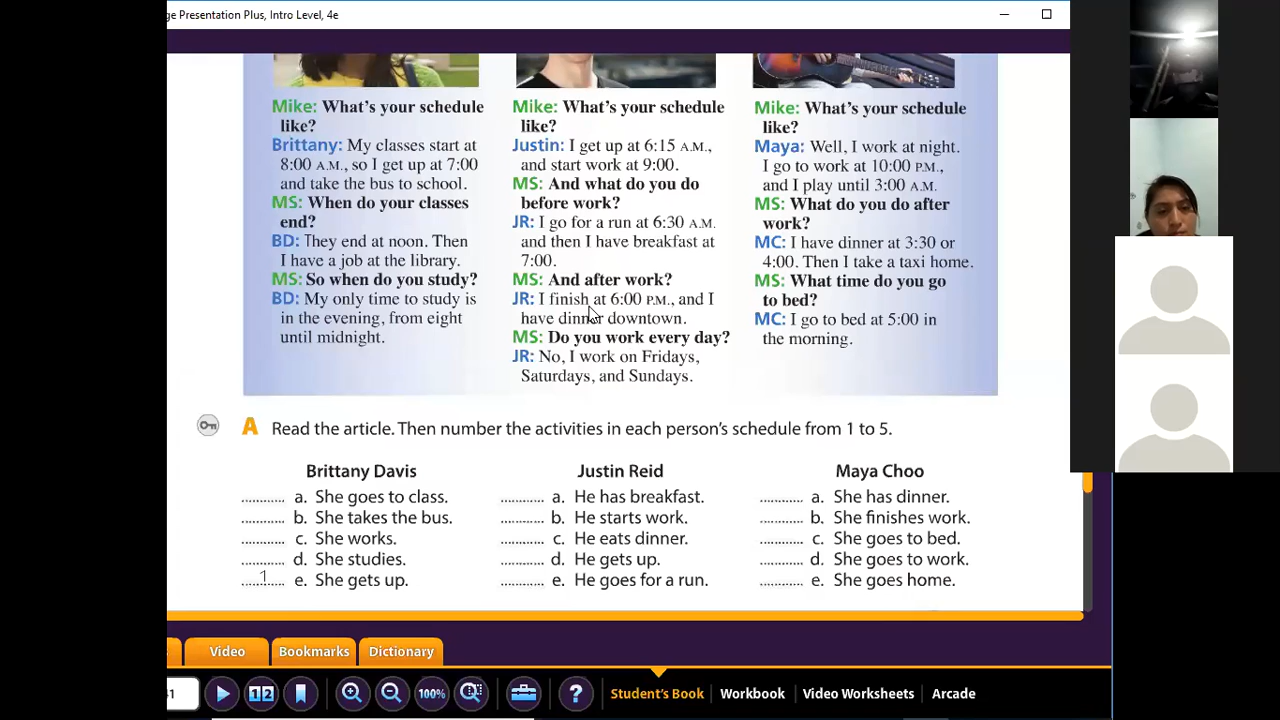 ge Presentation Plus, Intro Level, 4e
Mike: What's your schedule
like?
Brittany: My classes start at
8:00 A.M., so I get up at 7:00
and take the bus to school.
MS: When do your classes
end?
BD: They end at noon. Then
I have a job at the library.
MS: So when do you study?
BD: My only time to study is
in the evening, from eight
until midnight.
Mike: What's your schedule
like?
Justin: I get up at 6:15 A.M.,
and start work at 9:00.
MS: And what do you do
before work?
JR: I go for a run at 6:30 A.M.
and then I have breakfast at
7:00.
MS: And after work?
JR: I finish at 6:00 P.M., and I
have dinner downtown.
MS: Do you work every day?
JR: No, I work on Fridays,
Saturdays, and Sundays.
Mike: What's your schedule
like?
Maya: Well, I work at night.
I go to work at 10:00 P.M.,
and I play until 3:00 A.M.
MS: What do you do after
work?
MC: I have dinner at 3:30 or
4:00. Then I take a taxi home.
MS: What time do you go
to bed?
MC: I go to bed at 5:00 in
the morning.
A Read the article. Then number the activities in each person's schedule from 1 to 5.
Brittany Davis
........... a. She goes to class.
........... b. She takes the bus.
........... c. She works.
........... d. She studies.
.....1..... e. She gets up.
Justin Reid
........... a. He has breakfast.
........... b. He starts work.
........... c. He eats dinner.
........... d. He gets up.
........... e. He goes for a run.
Maya Choo
........... a. She has dinner.
........... b. She finishes work.
........... c. She goes to bed.
........... d. She goes to work.
........... e. She goes home.
Video Bookmarks Dictionary
12 100% ? Student's Book Workbook Video Worksheets Arcade